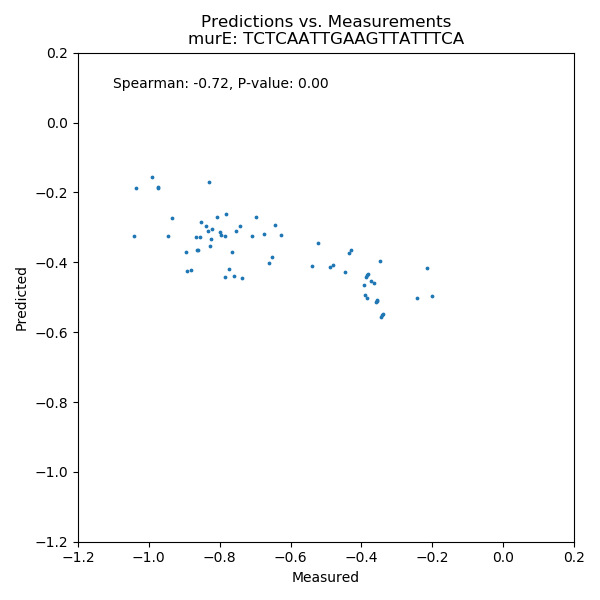 Predictions vs. Measurements
murE: TCTCAATTGAAGTTATTTCA
Spearman: -0.72, P-value: 0.00
0.2
0.0
−0.2
−0.4
−0.6
−0.8
−1.0
−1.2
Predicted
−1.2 −1.0 −0.8 −0.6 −0.4 −0.2 0.0 0.2
Measured